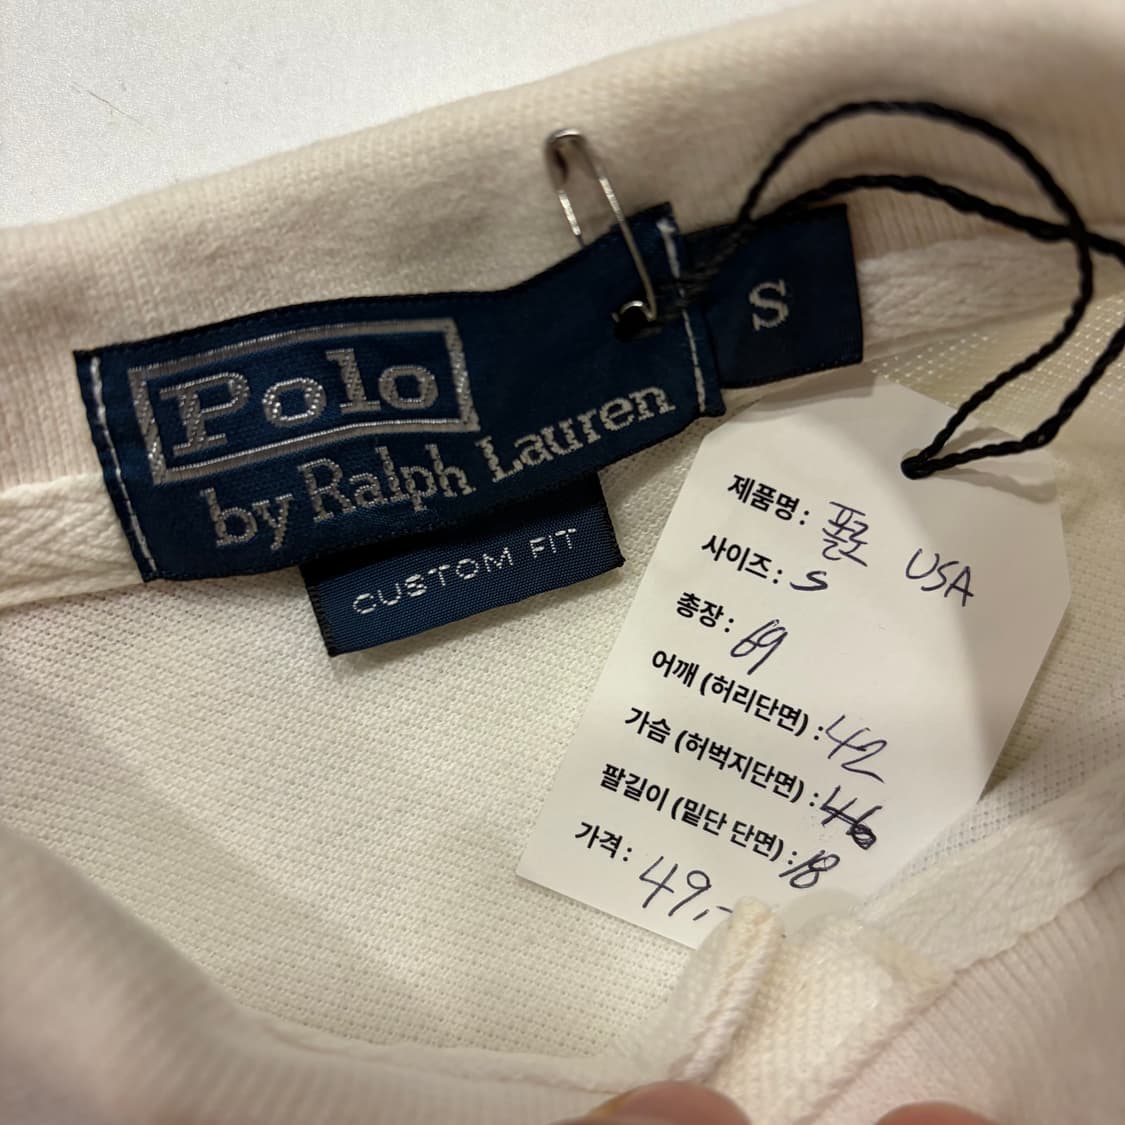 Polo
by Ralph Lauren
S
CUSTOM FIT
제품명: 폴로 USA
사이즈: S
총장: 69
어깨 (허리단면) : 42
가슴 (허벅지단면) : 46
팔길이 (밑단 단면) : 18
가격: 49,-